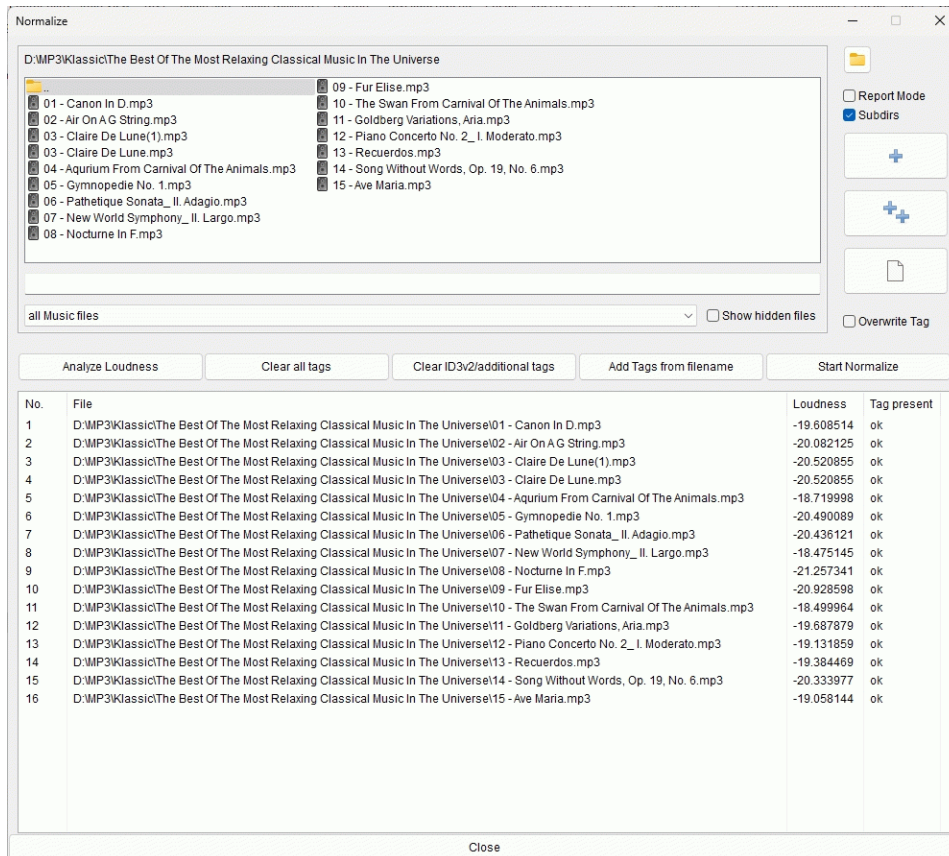 Normalize
D:\MP3\Klassic\The Best Of The Most Relaxing Classical Music In The Universe
..
01 - Canon In D.mp3
02 - Air On A G String.mp3
03 - Claire De Lune(1).mp3
03 - Claire De Lune.mp3
04 - Aqurium From Carnival Of The Animals.mp3
05 - Gymnopedie No. 1.mp3
06 - Pathetique Sonata_ II. Adagio.mp3
07 - New World Symphony_ II. Largo.mp3
08 - Nocturne In F.mp3
09 - Fur Elise.mp3
10 - The Swan From Carnival Of The Animals.mp3
11 - Goldberg Variations, Aria.mp3
12 - Piano Concerto No. 2_ I. Moderato.mp3
13 - Recuerdos.mp3
14 - Song Without Words, Op. 19, No. 6.mp3
15 - Ave Maria.mp3
Report Mode
Subdirs
all Music files
Show hidden files
Overwrite Tag
Analyze Loudness Clear all tags Clear ID3v2/additional tags Add Tags from filename Start Normalize
No. File Loudness Tag present
1 D:\MP3\Klassic\The Best Of The Most Relaxing Classical Music In The Universe\01 - Canon In D.mp3 -19.608514 ok
2 D:\MP3\Klassic\The Best Of The Most Relaxing Classical Music In The Universe\02 - Air On A G String.mp3 -20.082125 ok
3 D:\MP3\Klassic\The Best Of The Most Relaxing Classical Music In The Universe\03 - Claire De Lune(1).mp3 -20.520855 ok
4 D:\MP3\Klassic\The Best Of The Most Relaxing Classical Music In The Universe\03 - Claire De Lune.mp3 -20.520855 ok
5 D:\MP3\Klassic\The Best Of The Most Relaxing Classical Music In The Universe\04 - Aqurium From Carnival Of The Animals.mp3 -18.719998 ok
6 D:\MP3\Klassic\The Best Of The Most Relaxing Classical Music In The Universe\05 - Gymnopedie No. 1.mp3 -20.490089 ok
7 D:\MP3\Klassic\The Best Of The Most Relaxing Classical Music In The Universe\06 - Pathetique Sonata_ II. Adagio.mp3 -20.436121 ok
8 D:\MP3\Klassic\The Best Of The Most Relaxing Classical Music In The Universe\07 - New World Symphony_ II. Largo.mp3 -18.475145 ok
9 D:\MP3\Klassic\The Best Of The Most Relaxing Classical Music In The Universe\08 - Nocturne In F.mp3 -21.257341 ok
10 D:\MP3\Klassic\The Best Of The Most Relaxing Classical Music In The Universe\09 - Fur Elise.mp3 -20.928598 ok
11 D:\MP3\Klassic\The Best Of The Most Relaxing Classical Music In The Universe\10 - The Swan From Carnival Of The Animals.mp3 -18.499964 ok
12 D:\MP3\Klassic\The Best Of The Most Relaxing Classical Music In The Universe\11 - Goldberg Variations, Aria.mp3 -19.687879 ok
13 D:\MP3\Klassic\The Best Of The Most Relaxing Classical Music In The Universe\12 - Piano Concerto No. 2_ I. Moderato.mp3 -19.131859 ok
14 D:\MP3\Klassic\The Best Of The Most Relaxing Classical Music In The Universe\13 - Recuerdos.mp3 -19.384469 ok
15 D:\MP3\Klassic\The Best Of The Most Relaxing Classical Music In The Universe\14 - Song Without Words, Op. 19, No. 6.mp3 -20.333977 ok
16 D:\MP3\Klassic\The Best Of The Most Relaxing Classical Music In The Universe\15 - Ave Maria.mp3 -19.058144 ok
Close